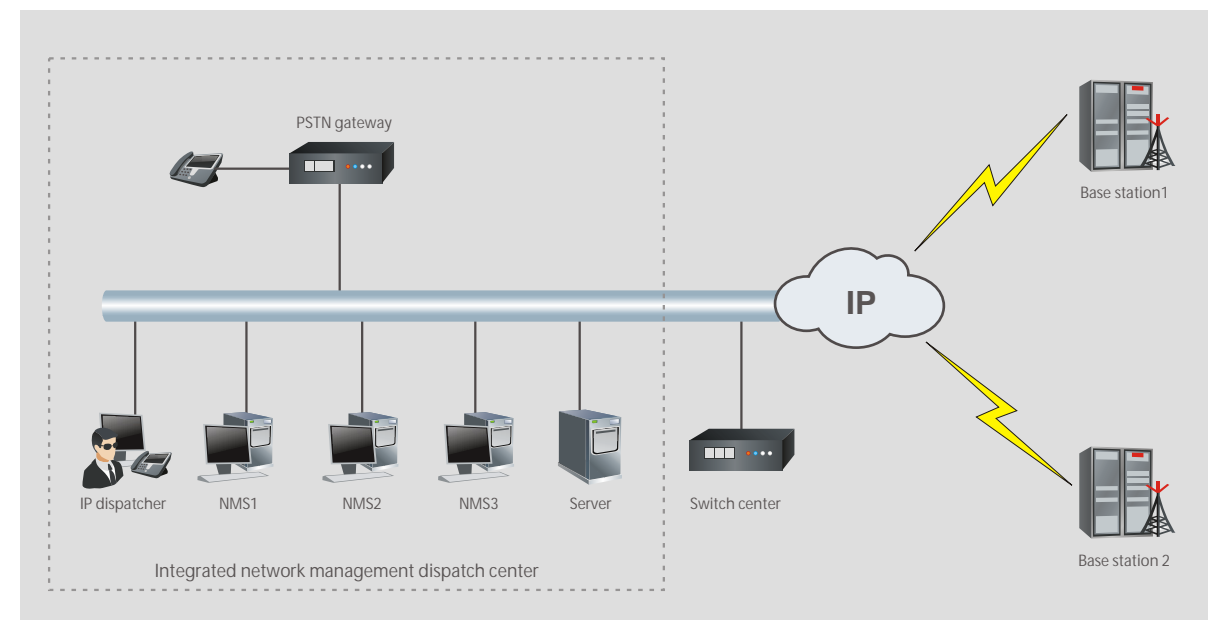 PSTN gateway
Base station1
IP
IP dispatcher
NMS1
NMS2
NMS3
Server
Switch center
Base station 2
Integrated network management dispatch center